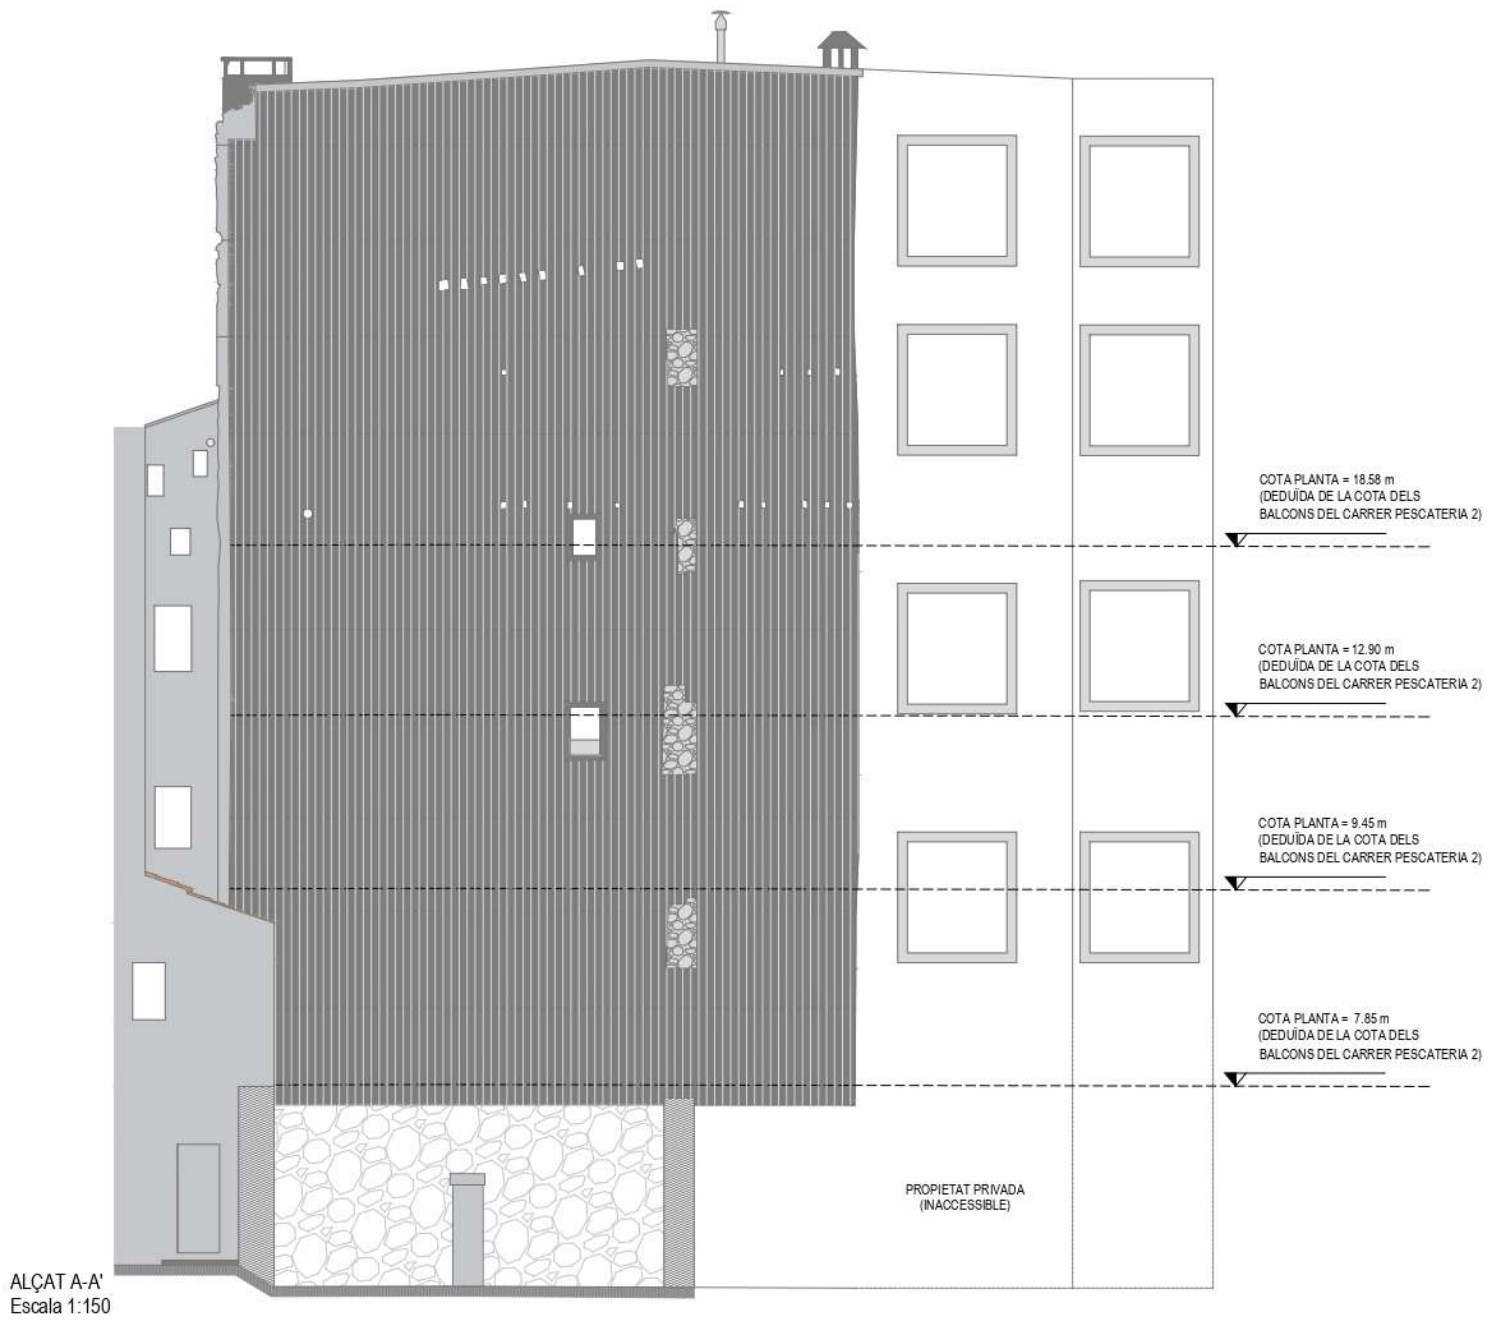 COTA PLANTA = 18.58 m
(DEDUÏDA DE LA COTA DELS
BALCONS DEL CARRER PESCATERIA 2)
COTA PLANTA = 12.90 m
(DEDUÏDA DE LA COTA DELS
BALCONS DEL CARRER PESCATERIA 2)
COTA PLANTA = 9.45 m
(DEDUÏDA DE LA COTA DELS
BALCONS DEL CARRER PESCATERIA 2)
COTA PLANTA = 7.85 m
(DEDUÏDA DE LA COTA DELS
BALCONS DEL CARRER PESCATERIA 2)
PROPIETAT PRIVADA
(INACCESSIBLE)
ALÇAT A-A'
Escala 1:150